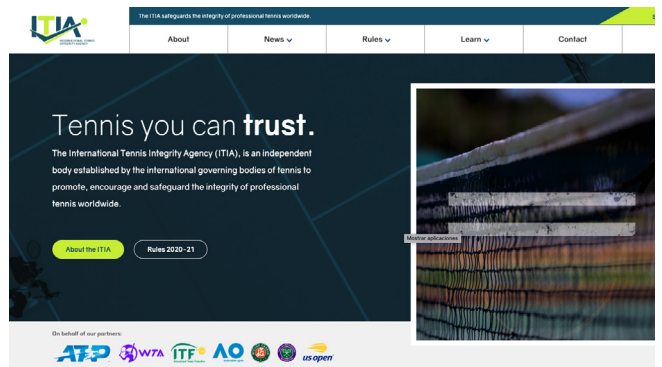 The ITIA safeguards the integrity of professional tennis worldwide.
ITIA
INTERNATIONAL TENNIS
INTEGRITY AGENCY
About
News
Rules
Learn
Contact
Tennis you can trust.
The International Tennis Integrity Agency (ITIA), is an independent
body established by the international governing bodies of tennis to
promote, encourage and safeguard the integrity of professional
tennis worldwide.
About the ITIA
Rules 2020-21
Mostrar aplicaciones
On behalf of our partners:
ATP
WTA
ITF
AO
us open